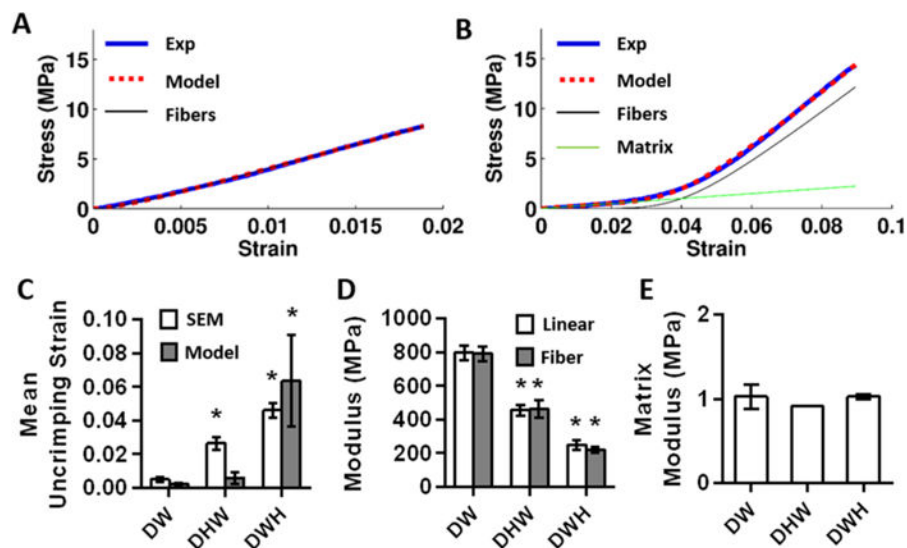 A
Stress (MPa)
15
10
5
0
Exp
Model
Fibers
0 0.005 0.01 0.015 0.02
Strain
B
Stress (MPa)
15
10
5
0
Exp
Model
Fibers
Matrix
0 0.02 0.04 0.06 0.08 0.1
Strain
C
Mean
Uncrimping Strain
0.10
0.08
0.06
0.04
0.02
0.00
SEM
Model
*
*
*
DW DHW DWH
D
Modulus (MPa)
1000
800
600
400
200
0
Linear
Fiber
* *
* *
DW DHW DWH
E
Matrix
Modulus (MPa)
2
1
0
DW DHW DWH